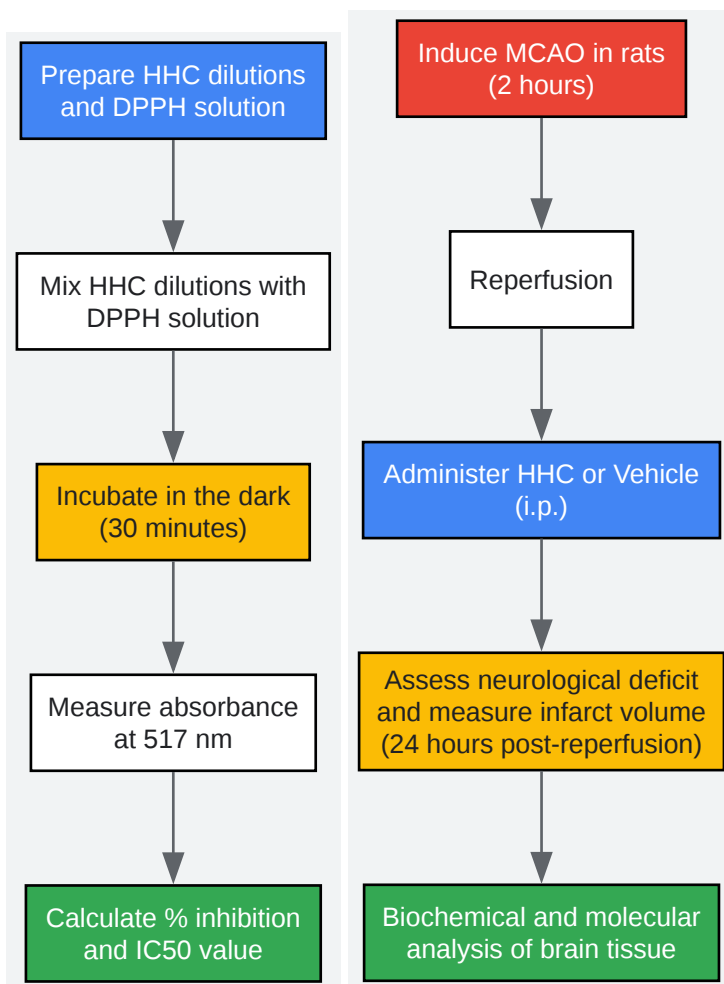 Prepare HHC dilutions
and DPPH solution
Mix HHC dilutions with
DPPH solution
Incubate in the dark
(30 minutes)
Measure absorbance
at 517 nm
Calculate % inhibition
and IC50 value
Induce MCAO in rats
(2 hours)
Reperfusion
Administer HHC or Vehicle
(i.p.)
Assess neurological deficit
and measure infarct volume
(24 hours post-reperfusion)
Biochemical and molecular
analysis of brain tissue